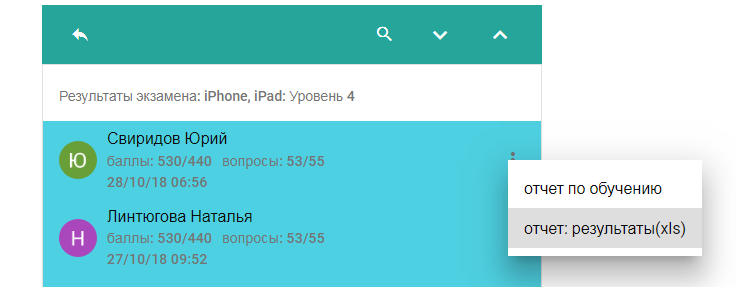 Результаты экзамена: iPhone, iPad: Уровень 4
Ю
Свиридов Юрий
баллы: 530/440 вопросы: 53/55
28/10/18 06:56
отчет по обучению
отчет: результаты(xls)
Н
Линтюгова Наталья
баллы: 530/440 вопросы: 53/55
27/10/18 09:52